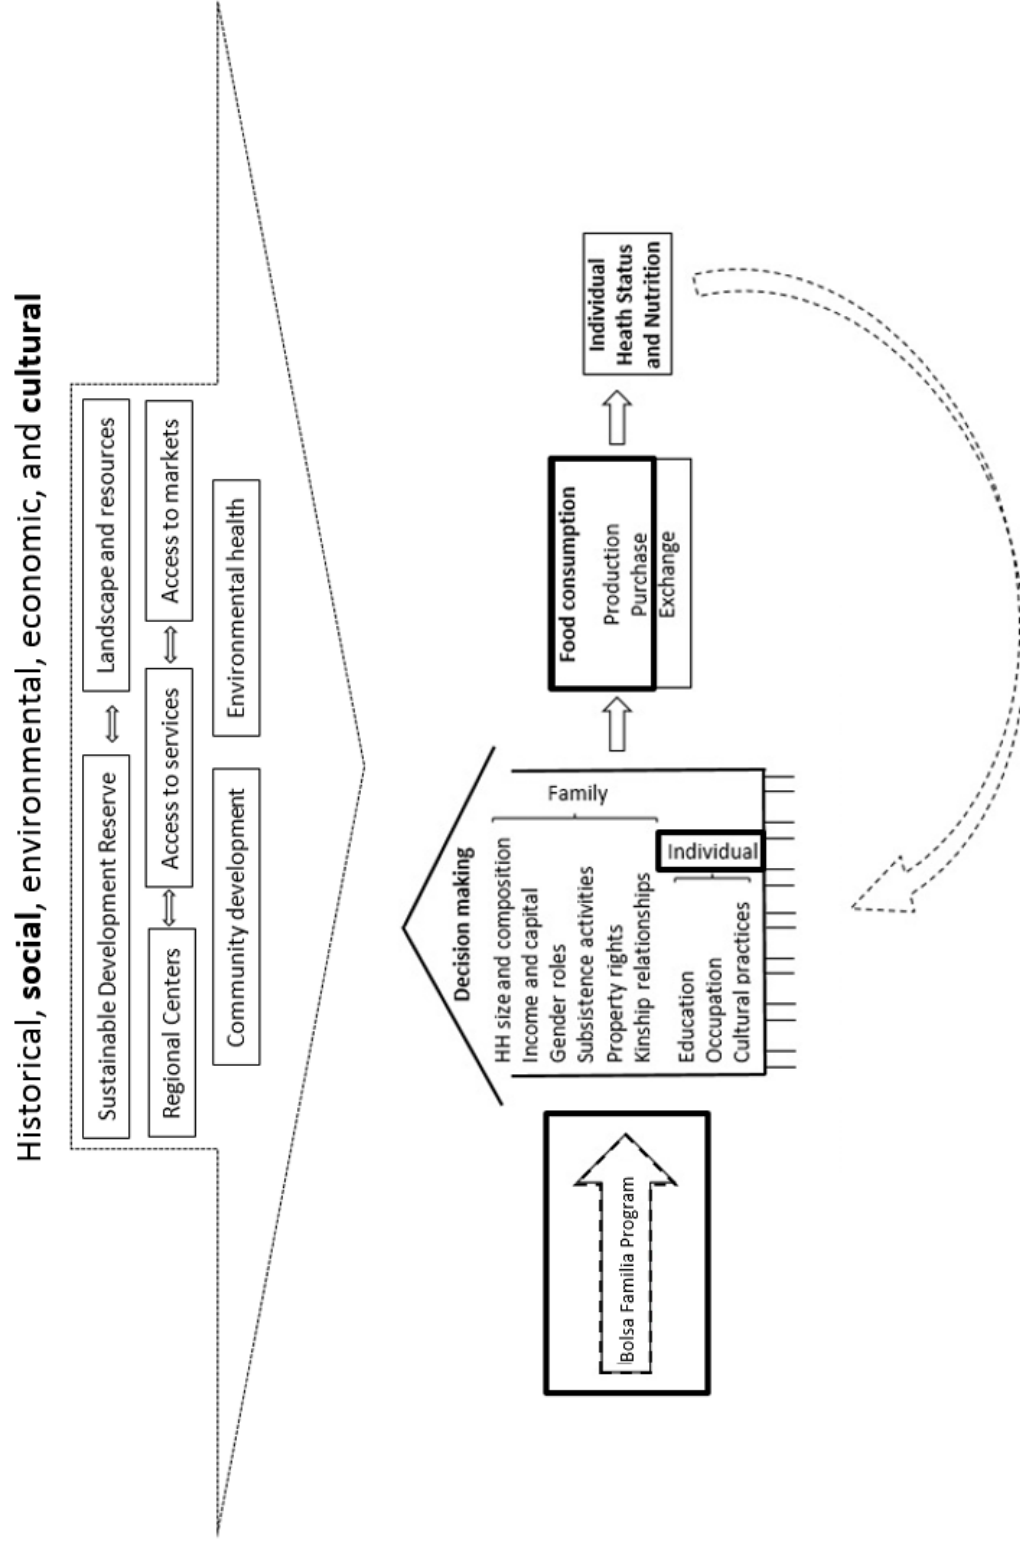 Historical, social, environmental, economic, and cultural
Sustainable Development Reserve
Landscape and resources
Regional Centers
Access to services
Access to markets
Community development
Environmental health
Bolsa Familia Program
Decision making
HH size and composition
Income and capital
Gender roles
Subsistence activities
Property rights
Kinship relationships
Family
Education
Occupation
Cultural practices
Individual
Food consumption
Production
Purchase
Exchange
Individual
Heath Status
and Nutrition